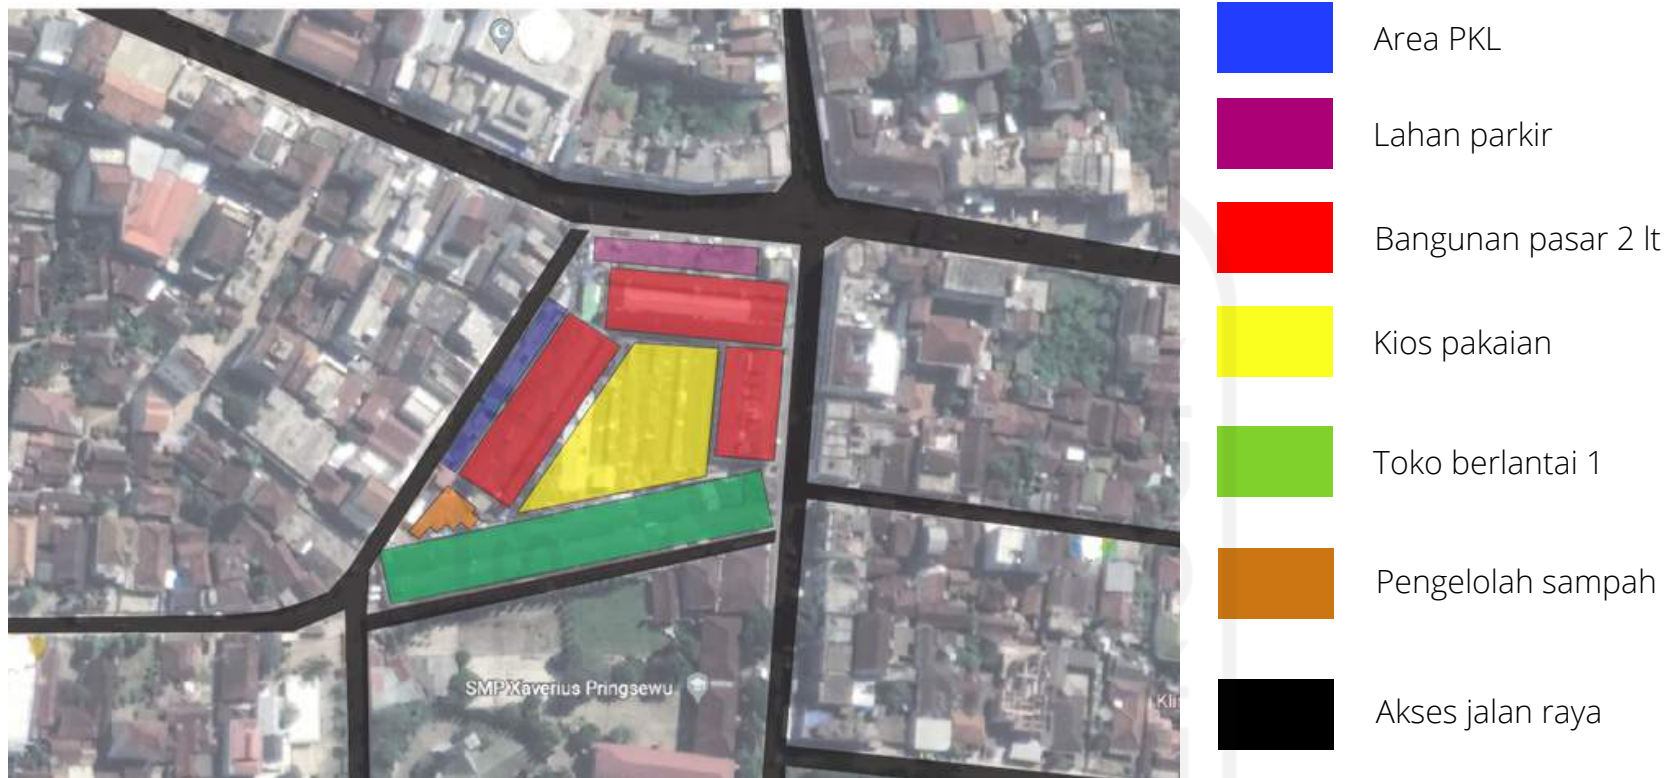 Area PKL
Lahan parkir
Bangunan pasar 2 lt
Kios pakaian
Toko berlantai 1
Pengelolah sampah
Akses jalan raya
SMP Xaverius Pringsewu